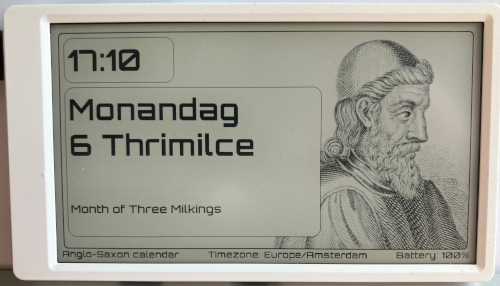 17:10
Monandag
6 Thrimilce
Month of Three Milkings
Anglo-Saxon calendar Timezone: Europe/Amsterdam Battery: 100%